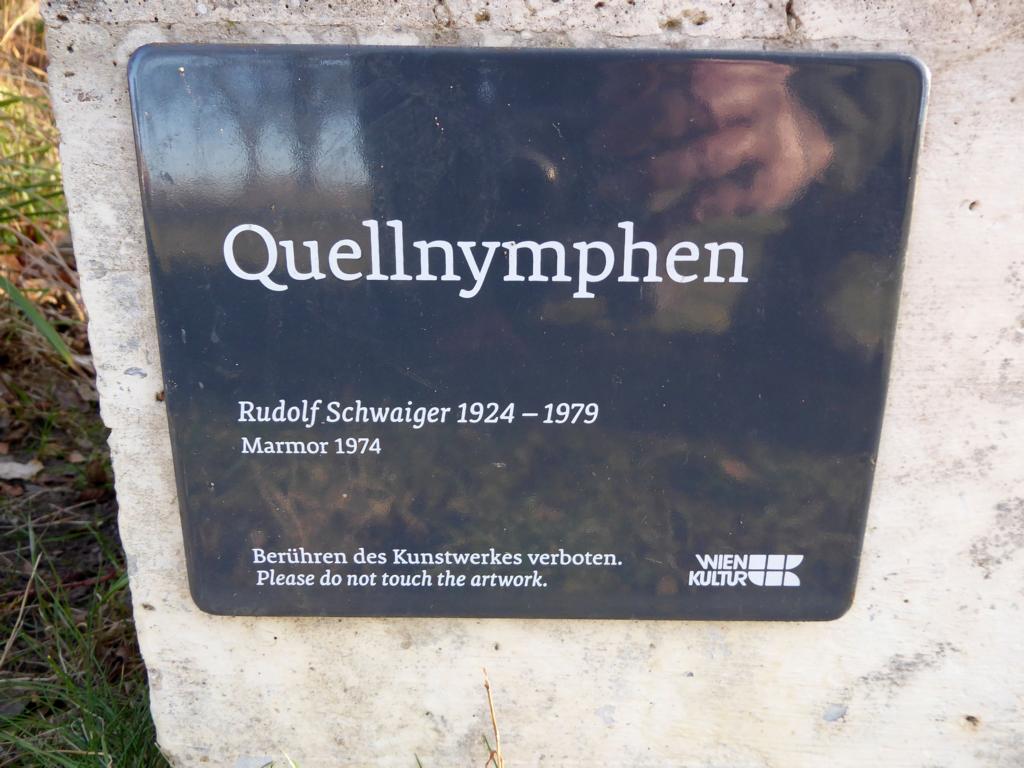 Quellnymphen
Rudolf Schwaiger 1924 – 1979
Marmor 1974
Berühren des Kunstwerkes verboten.
Please do not touch the artwork.
WIEN
KULTUR